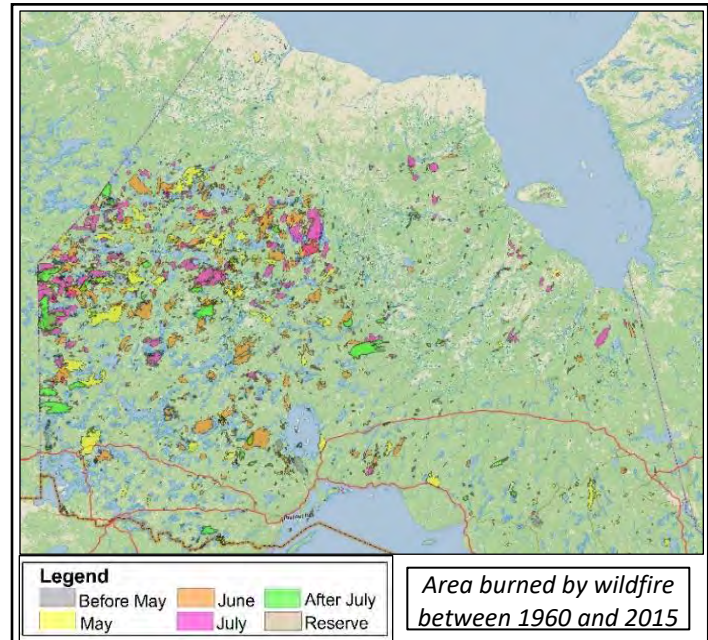 Legend
Before May
June
After July
May
July
Reserve
Area burned by wildfire
between 1960 and 2015